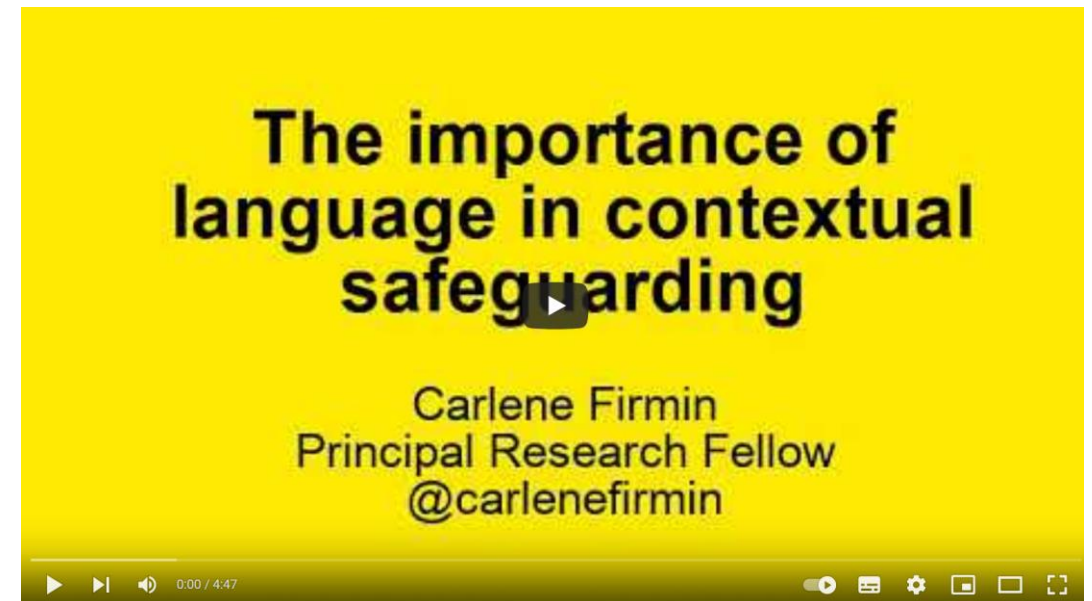 The importance of
language in contextual
safeguarding
Carlene Firmin
Principal Research Fellow
@carlenefirmin
0:00 / 4:47